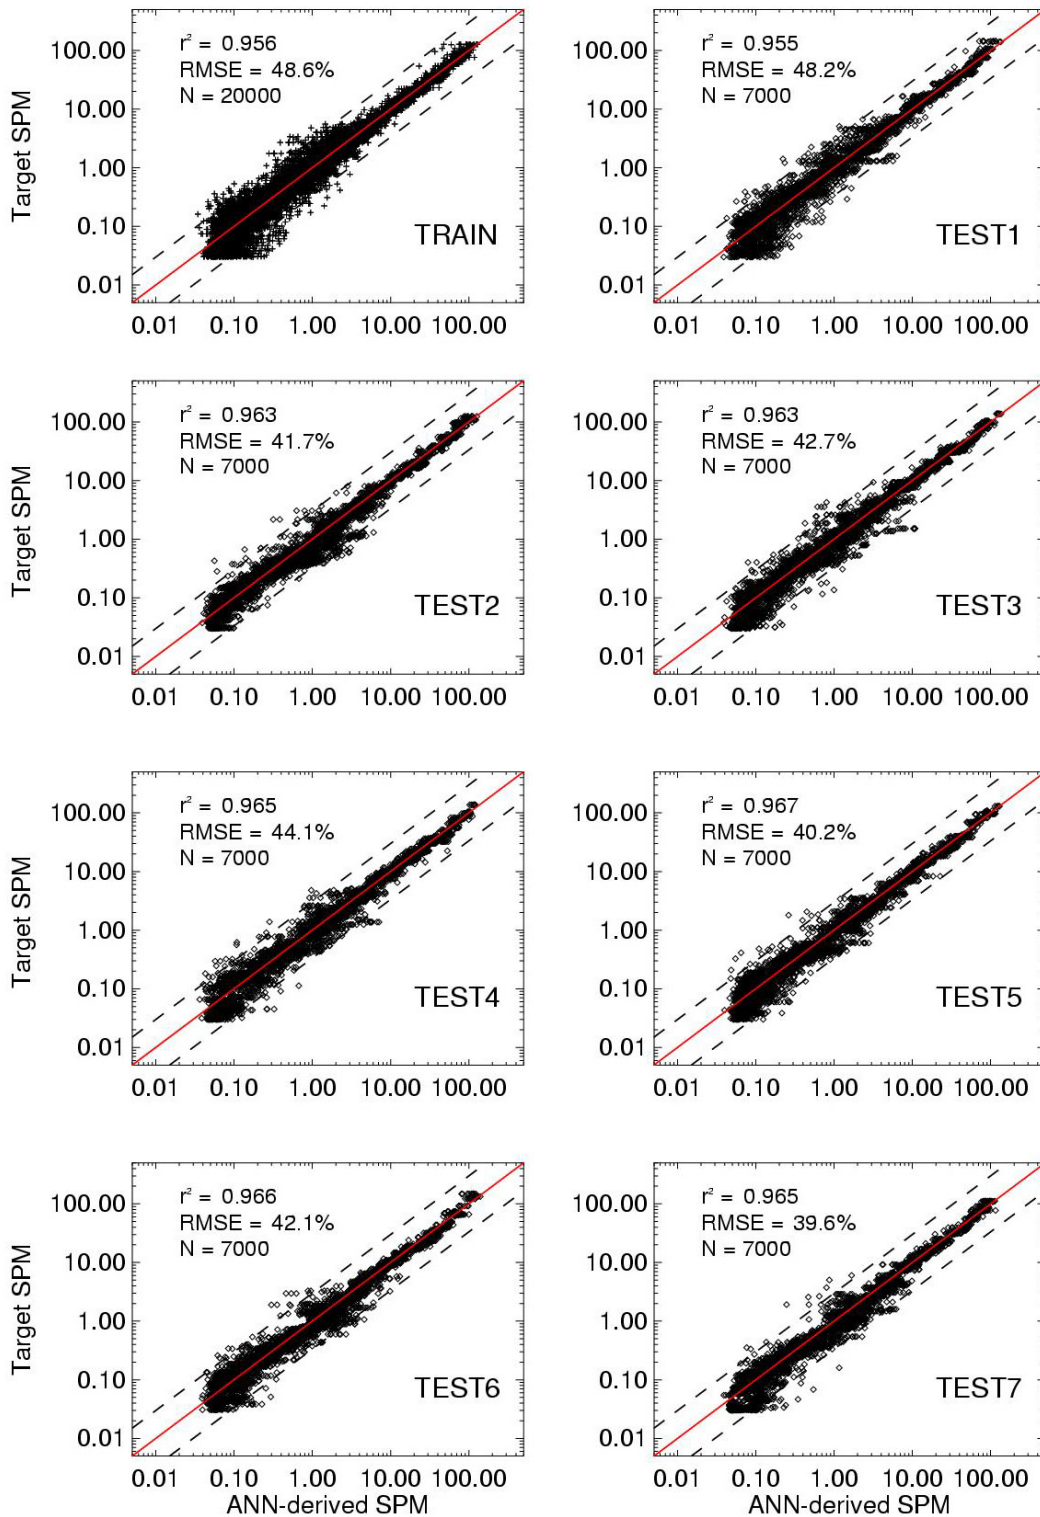 r² = 0.956
RMSE = 48.6%
N = 20000
TRAIN
Target SPM
100.00
10.00
1.00
0.10
0.01
0.01 0.10 1.00 10.00 100.00
r² = 0.955
RMSE = 48.2%
N = 7000
TEST1
100.00
10.00
1.00
0.10
0.01
0.01 0.10 1.00 10.00 100.00
r² = 0.963
RMSE = 41.7%
N = 7000
TEST2
Target SPM
100.00
10.00
1.00
0.10
0.01
0.01 0.10 1.00 10.00 100.00
r² = 0.963
RMSE = 42.7%
N = 7000
TEST3
100.00
10.00
1.00
0.10
0.01
0.01 0.10 1.00 10.00 100.00
r² = 0.965
RMSE = 44.1%
N = 7000
TEST4
Target SPM
100.00
10.00
1.00
0.10
0.01
0.01 0.10 1.00 10.00 100.00
r² = 0.967
RMSE = 40.2%
N = 7000
TEST5
100.00
10.00
1.00
0.10
0.01
0.01 0.10 1.00 10.00 100.00
r² = 0.966
RMSE = 42.1%
N = 7000
TEST6
Target SPM
100.00
10.00
1.00
0.10
0.01
0.01 0.10 1.00 10.00 100.00
ANN-derived SPM
r² = 0.965
RMSE = 39.6%
N = 7000
TEST7
100.00
10.00
1.00
0.10
0.01
0.01 0.10 1.00 10.00 100.00
ANN-derived SPM